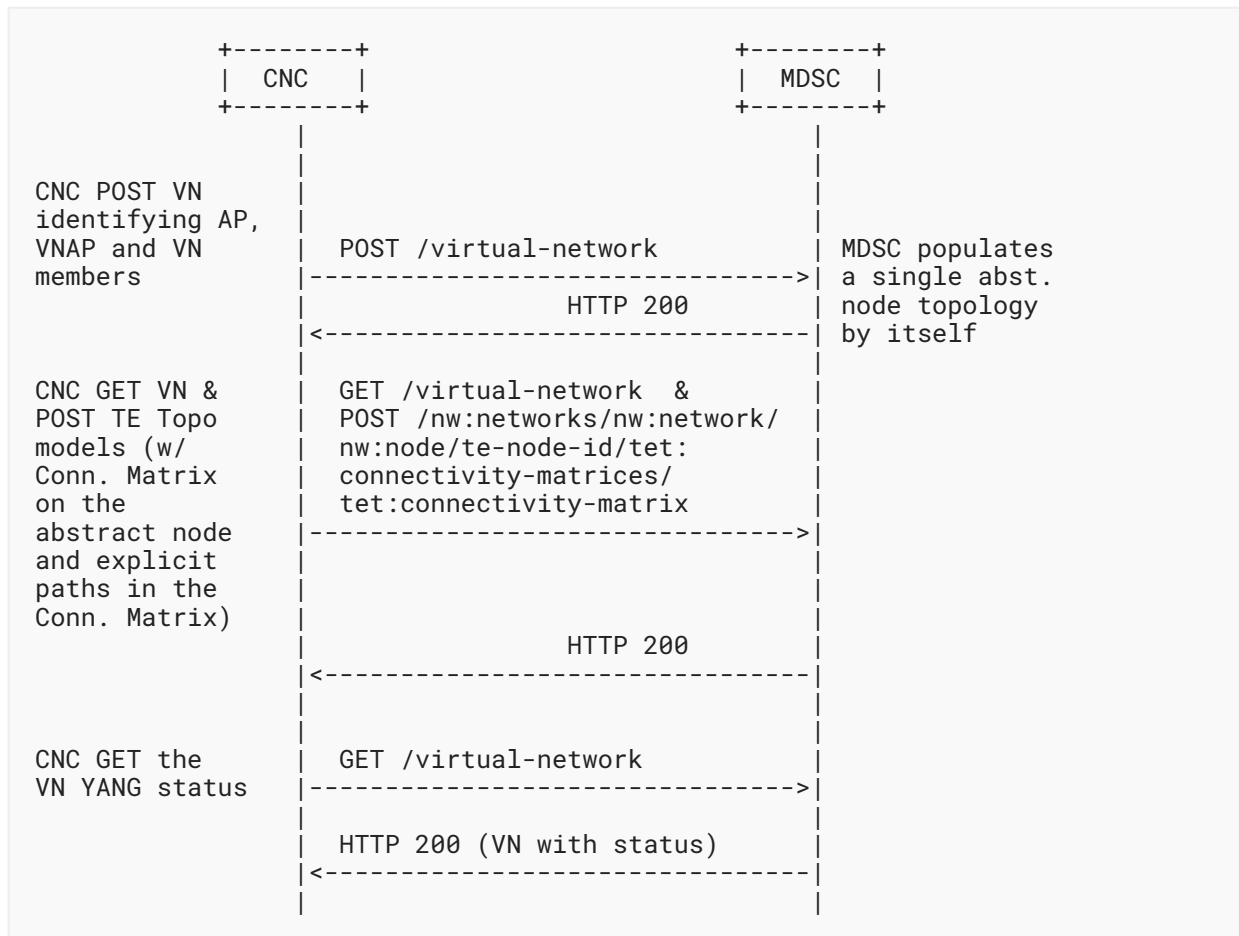 +--------+ +--------+
| CNC | | MDSC |
+--------+ +--------+
| |
| |
CNC POST VN | |
identifying AP, | |
VNAP and VN | POST /virtual-network | MDSC populates
members |-------------------------------->| a single abst.
| HTTP 200 | node topology
|<--------------------------------| by itself
| |
CNC GET VN & | GET /virtual-network & |
POST TE Topo | POST /nw:networks/nw:network/ |
models (w/ | nw:node/te-node-id/tet: |
Conn. Matrix | connectivity-matrices/ |
on the | tet:connectivity-matrix |
abstract node |-------------------------------->|
and explicit | |
paths in the | |
Conn. Matrix) | |
| HTTP 200 |
|<--------------------------------|
| |
| |
CNC GET the | GET /virtual-network |
VN YANG status |-------------------------------->|
| |
| HTTP 200 (VN with status) |
|<--------------------------------|
| |